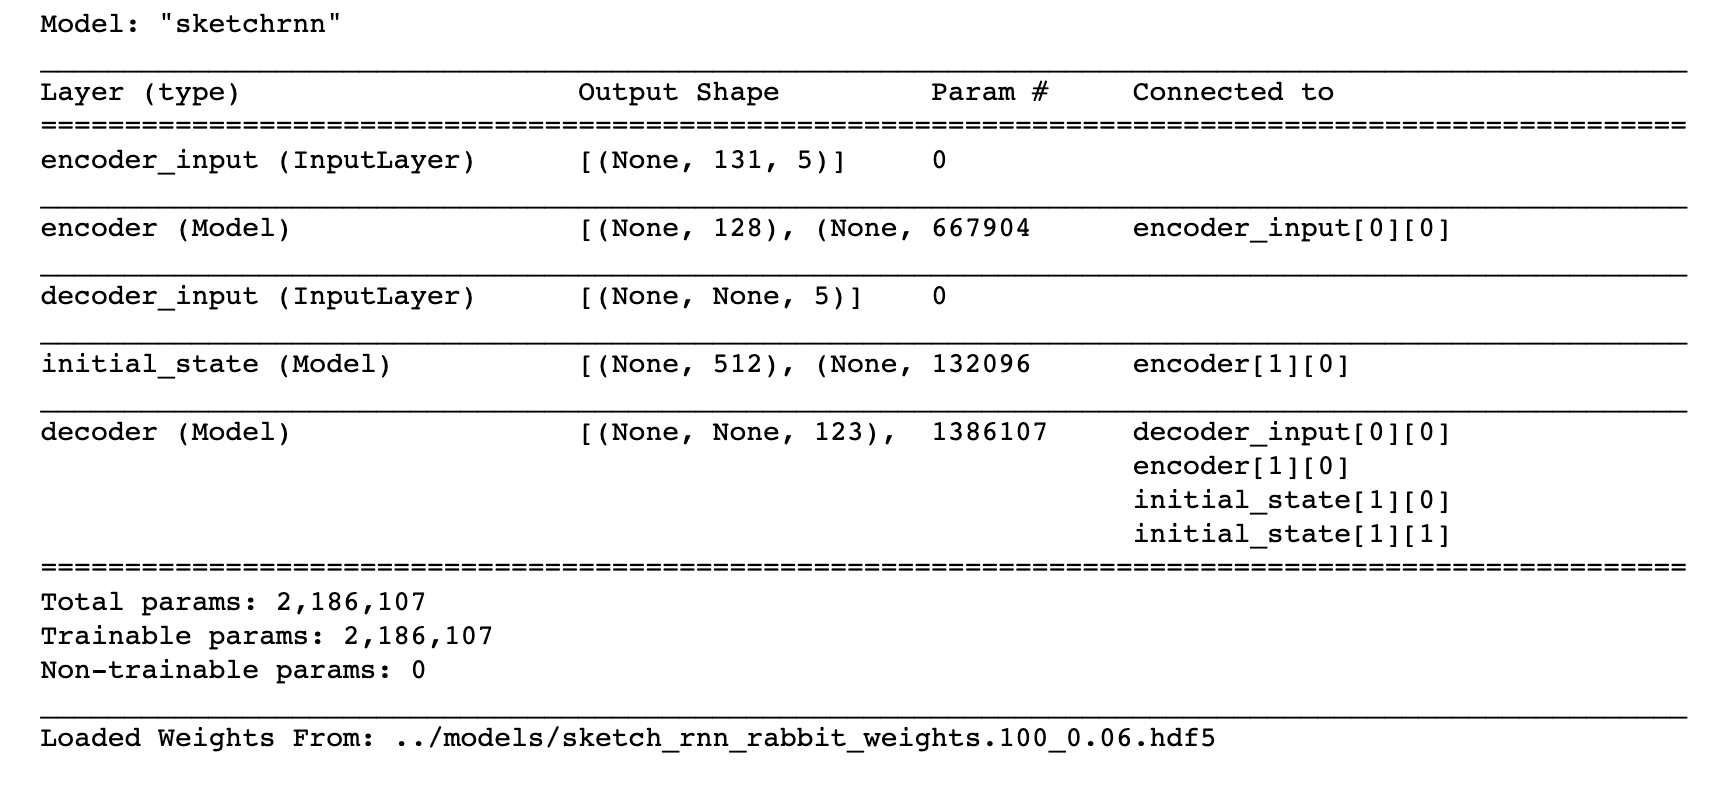 Model: "sketchrnn"
Layer (type) Output Shape Param # Connected to
encoder_input (InputLayer) [(None, 131, 5)] 0
encoder (Model) [(None, 128), (None, 667904 encoder_input[0][0]
decoder_input (InputLayer) [(None, None, 5)] 0
initial_state (Model) [(None, 512), (None, 132096 encoder[1][0]
decoder (Model) [(None, None, 123), 1386107 decoder_input[0][0]
encoder[1][0]
initial_state[1][0]
initial_state[1][1]
Total params: 2,186,107
Trainable params: 2,186,107
Non-trainable params: 0
Loaded Weights From: ../models/sketch_rnn_rabbit_weights.100_0.06.hdf5